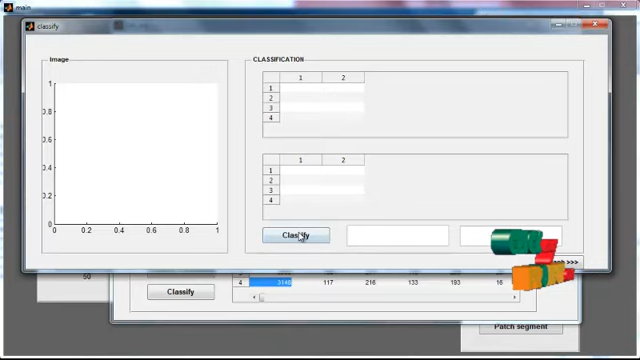 main
classify
Image
CLASSIFICATION
1 2
1
2
3
4
1 2
1
2
3
4
1
0.8
0.6
0.4
0.2
0
0 0.2 0.4 0.6 0.8 1
Classify
>>>
50
4 3148 117 216 133 193 16
Classify
Patch segment